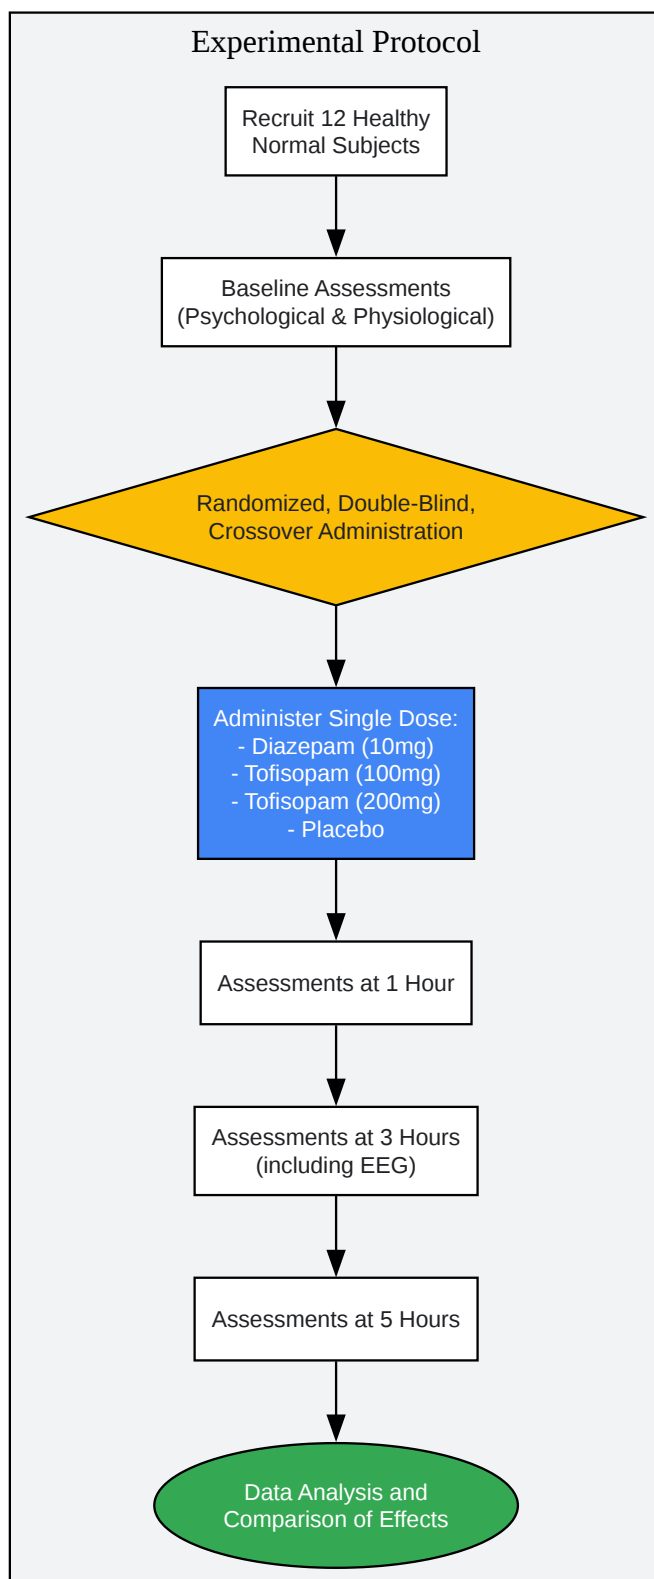 Experimental Protocol
Recruit 12 Healthy
Normal Subjects
Baseline Assessments
(Psychological & Physiological)
Randomized, Double-Blind,
Crossover Administration
Administer Single Dose:
- Diazepam (10mg)
- Tofisopam (100mg)
- Tofisopam (200mg)
- Placebo
Assessments at 1 Hour
Assessments at 3 Hours
(including EEG)
Assessments at 5 Hours
Data Analysis and
Comparison of Effects